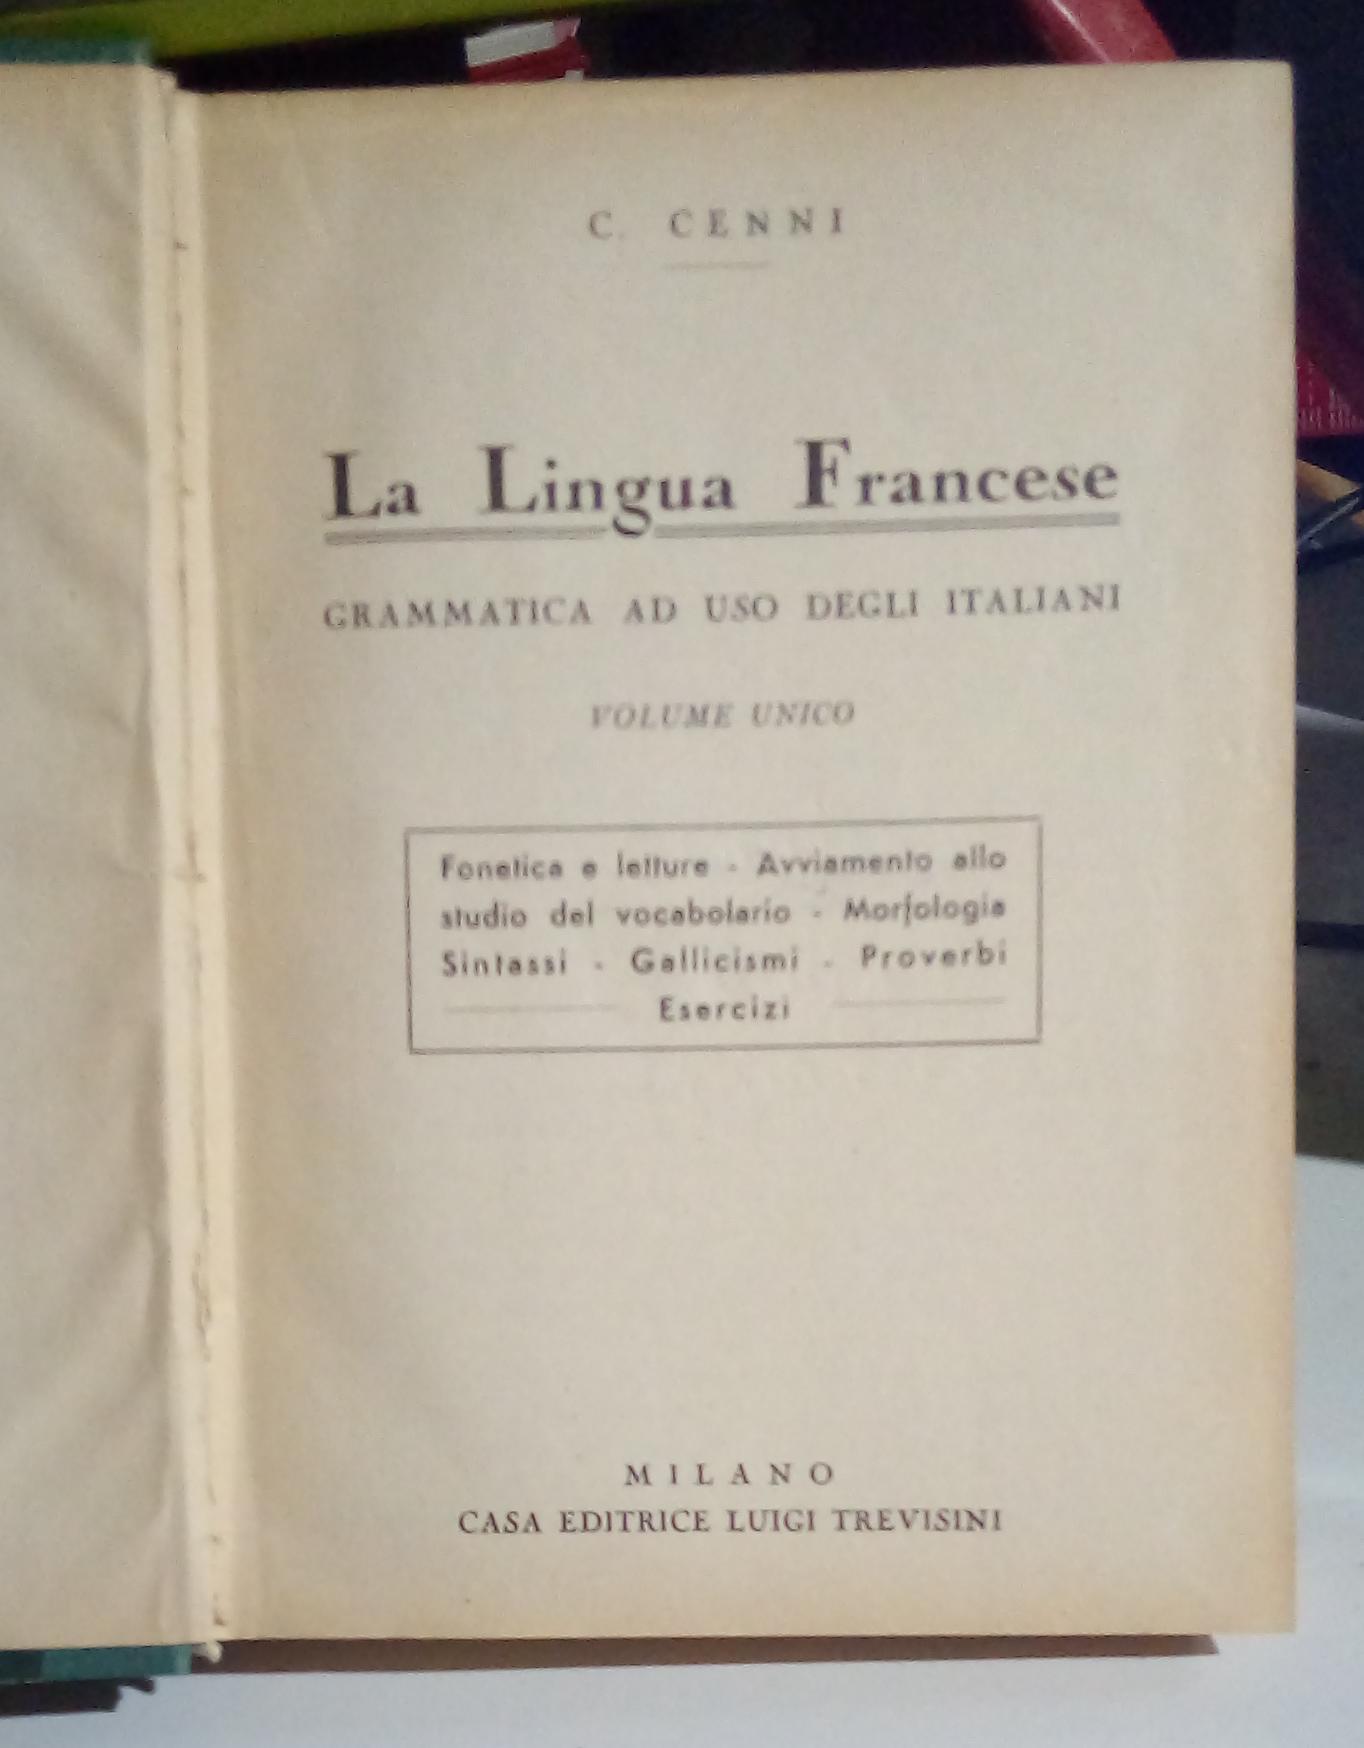 C. CENNI
La Lingua Francese
GRAMMATICA AD USO DEGLI ITALIANI
VOLUME UNICO
Fonetica e letture - Avviamento allo
studio del vocabolario - Morfologia
Sintassi - Gallicismi - Proverbi
Esercizi
MILANO
CASA EDITRICE LUIGI TREVISINI